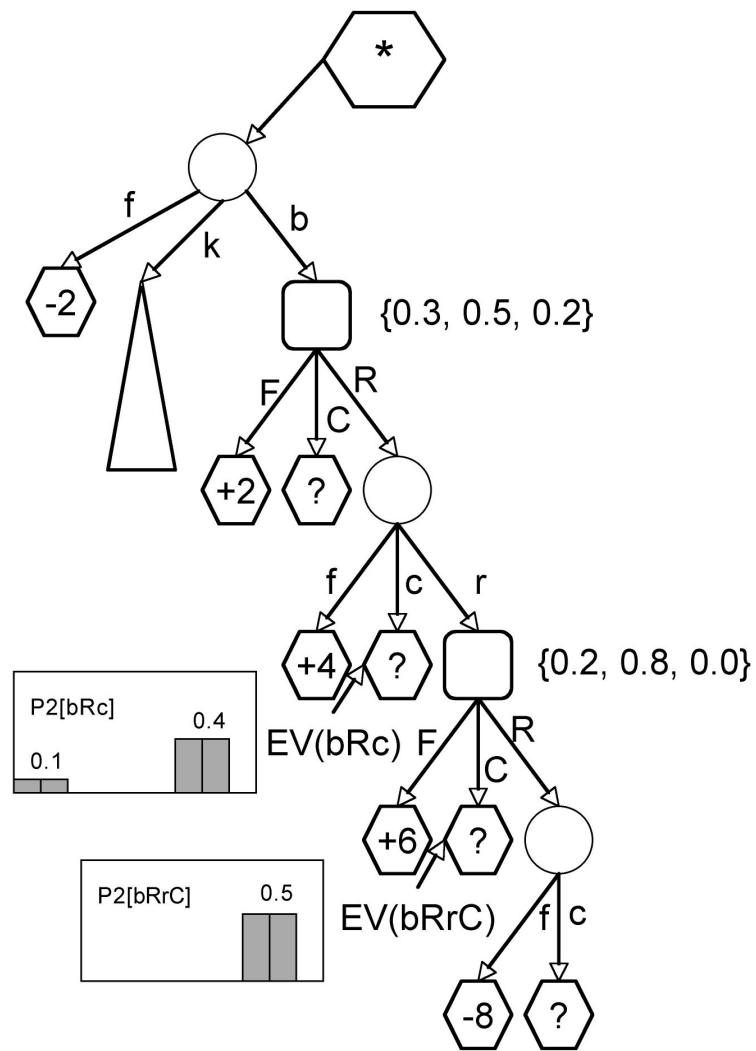 *
f
k
b
-2
{0.3, 0.5, 0.2}
F
C
R
+2
?
f
c
r
+4
?
{0.2, 0.8, 0.0}
P2[bRc]
0.1
0.4
EV(bRc)
F
C
R
+6
?
P2[bRrC]
0.5
EV(bRrC)
f
c
-8
?